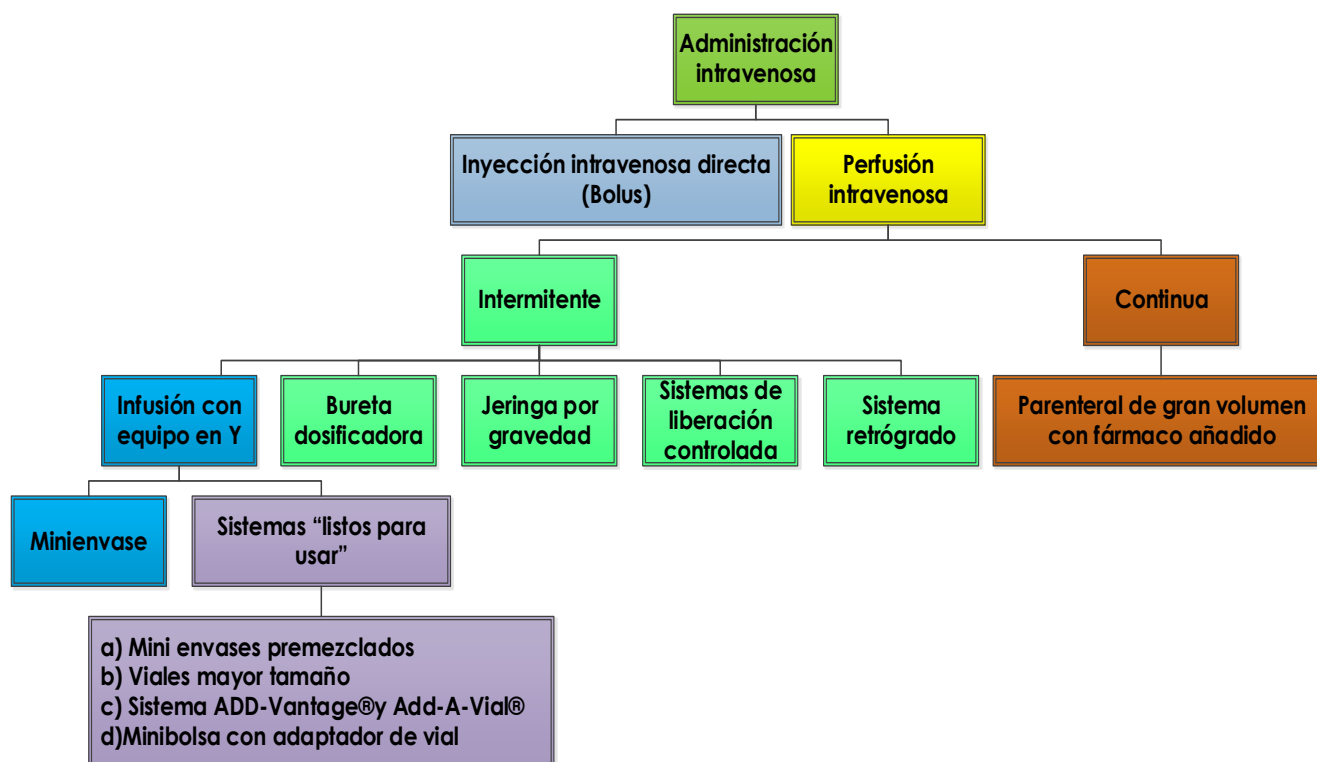 Administración
intravenosa
Inyección intravenosa directa
(Bolus)
Perfusión
intravenosa
Intermitente
Continua
Infusión con
equipo en Y
Bureta
dosificadora
Jeringa por
gravedad
Sistemas de
liberación
controlada
Sistema
retrógrado
Parenteral de gran volumen
con fármaco añadido
Minienvase
Sistemas “listos para
usar”
a) Mini envases premezclados
b) Viales mayor tamaño
c) Sistema ADD-Vantage®y Add-A-Vial®
d)Minibolsa con adaptador de vial